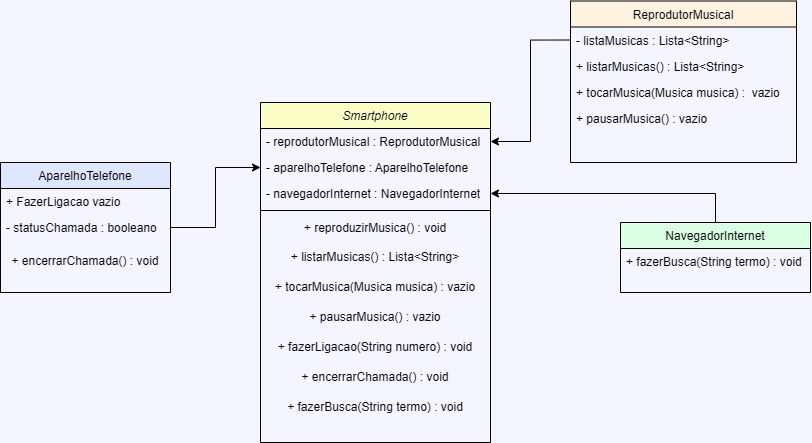 ReprodutorMusical
- listaMusicas : Lista<String>
+ listarMusicas() : Lista<String>
+ tocarMusica(Musica musica) : vazio
+ pausarMusica() : vazio
Smartphone
- reprodutorMusical : ReprodutorMusical
- aparelhoTelefone : AparelhoTelefone
- navegadorInternet : NavegadorInternet
+ reproduzirMusica() : void
+ listarMusicas() : Lista<String>
+ tocarMusica(Musica musica) : vazio
+ pausarMusica() : vazio
+ fazerLigacao(String numero) : void
+ encerrarChamada() : void
+ fazerBusca(String termo) : void
AparelhoTelefone
+ FazerLigacao vazio
- statusChamada : booleano
+ encerrarChamada() : void
NavegadorInternet
+ fazerBusca(String termo) : void